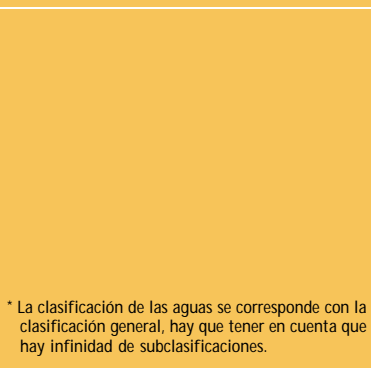 * La clasificación de las aguas se corresponde con la
clasificación general, hay que tener en cuenta que
hay infinidad de subclasificaciones.